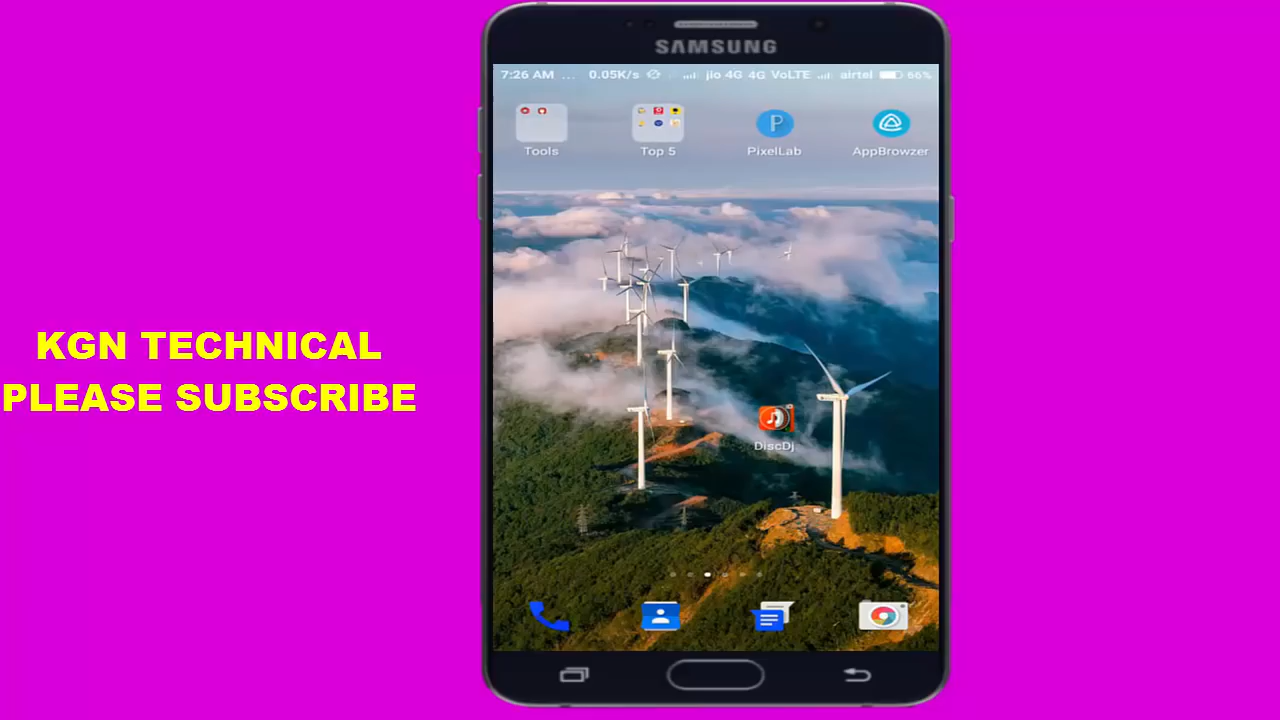 SAMSUNG
7:26 AM ... 0.05K/s jio 4G 4G VoLTE airtel 66%
Tools Top 5 PixelLab AppBrowzer
KGN TECHNICAL
PLEASE SUBSCRIBE
DiscDj